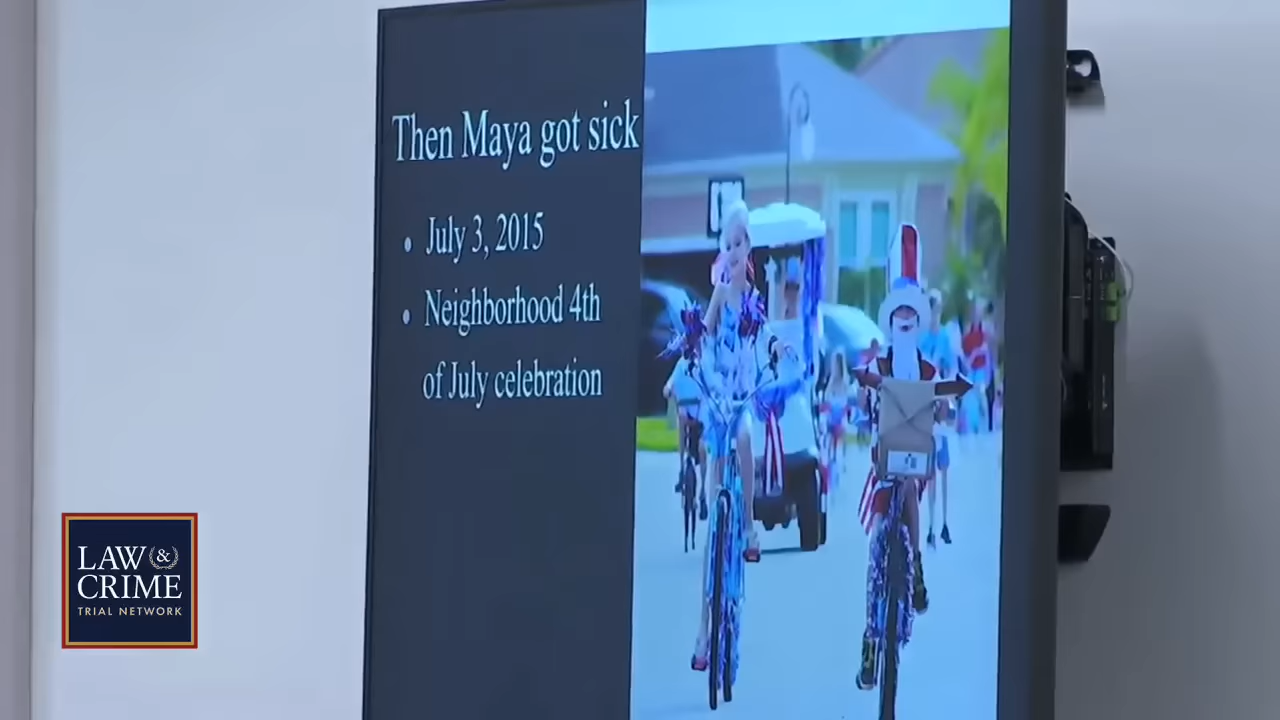 Then Maya got sick
• July 3, 2015
• Neighborhood 4th
of July celebration
LAW &
CRIME
TRIAL NETWORK